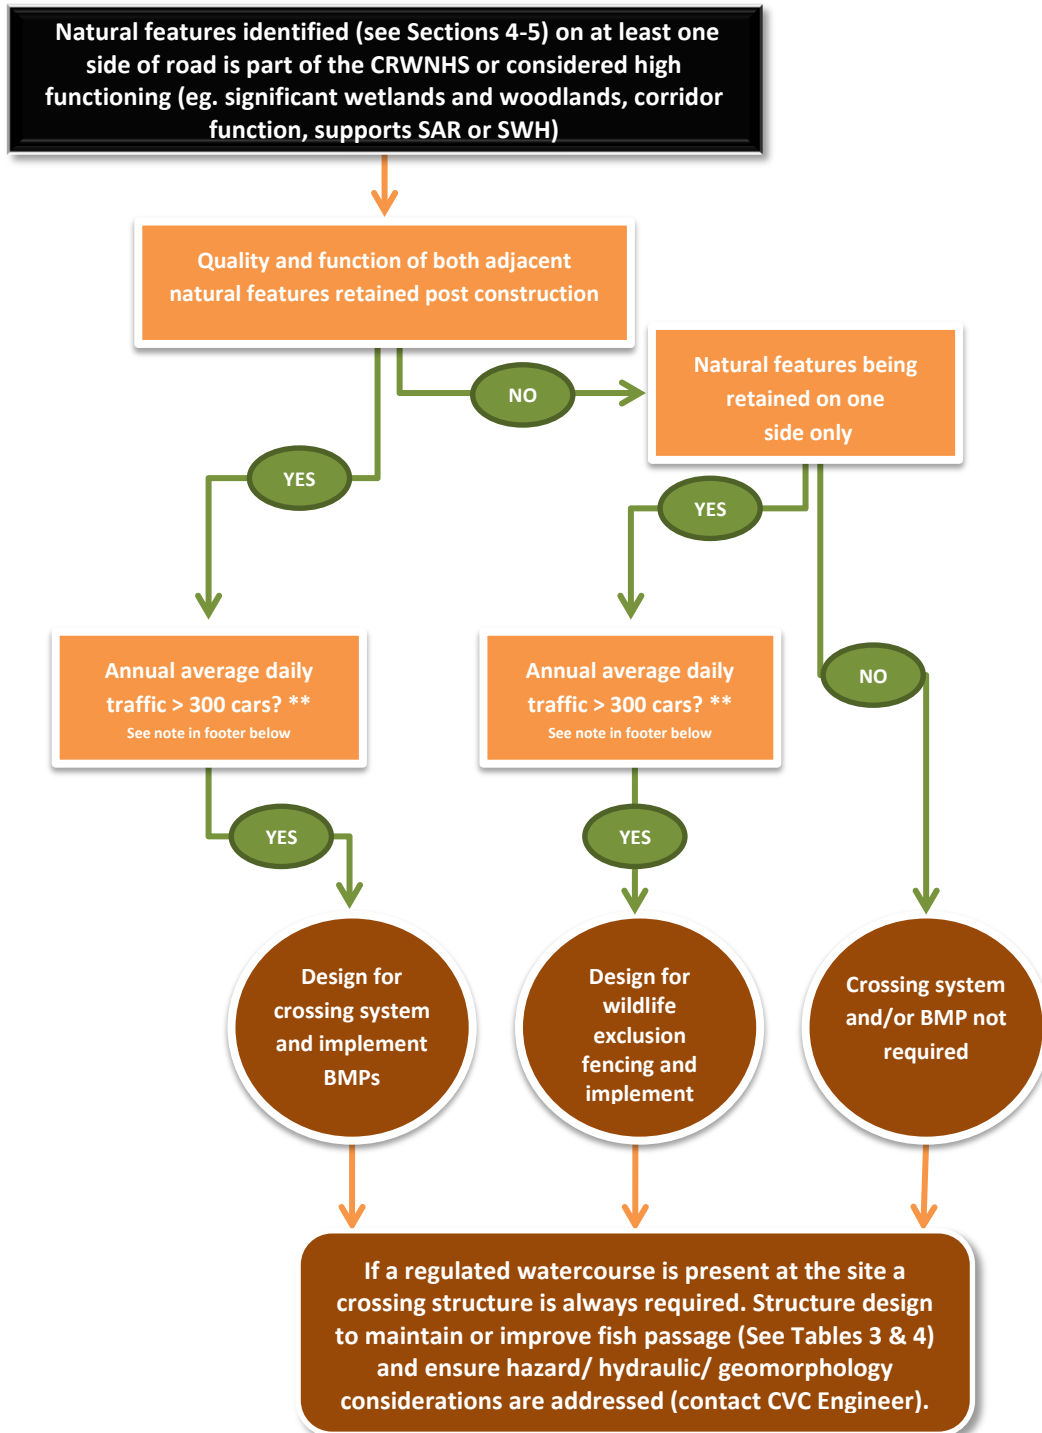 Natural features identified (see Sections 4-5) on at least one
side of road is part of the CRWNHS or considered high
functioning (eg. significant wetlands and woodlands, corridor
function, supports SAR or SWH)
Quality and function of both adjacent
natural features retained post construction
NO
Natural features being
retained on one
side only
YES
YES
Annual average daily
traffic > 300 cars? **
See note in footer below
Annual average daily
traffic > 300 cars? **
See note in footer below
NO
YES
YES
Design for
crossing system
and implement
BMPs
Design for
wildlife
exclusion
fencing and
implement
Crossing system
and/or BMP not
required
If a regulated watercourse is present at the site a
crossing structure is always required. Structure design
to maintain or improve fish passage (See Tables 3 & 4)
and ensure hazard/ hydraulic/ geomorphology
considerations are addressed (contact CVC Engineer).